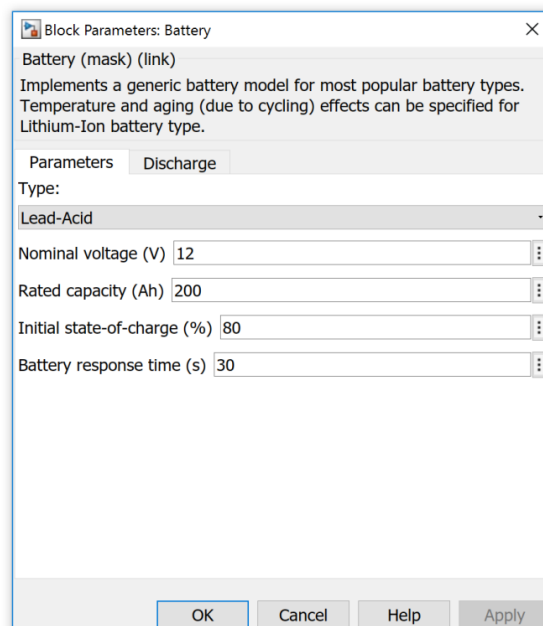 Block Parameters: Battery
Battery (mask) (link)
Implements a generic battery model for most popular battery types.
Temperature and aging (due to cycling) effects can be specified for
Lithium-Ion battery type.
Parameters Discharge
Type:
Lead-Acid
Nominal voltage (V) 12
Rated capacity (Ah) 200
Initial state-of-charge (%) 80
Battery response time (s) 30
OK Cancel Help Apply